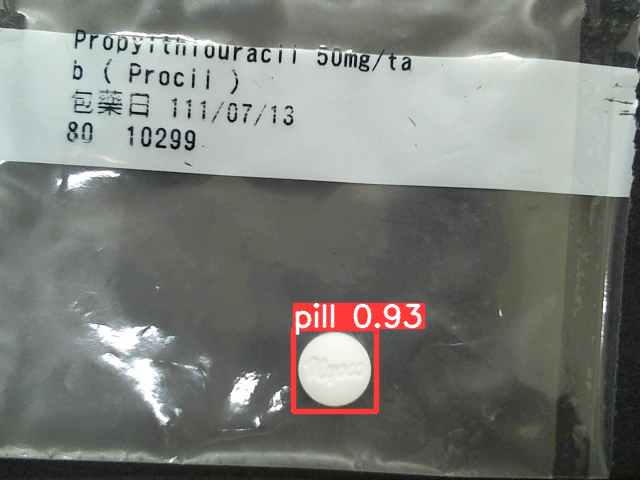 Propylthiouracil 50mg/ta
b ( Procil )
包藥日 111/07/13
80 10299
pill 0.93